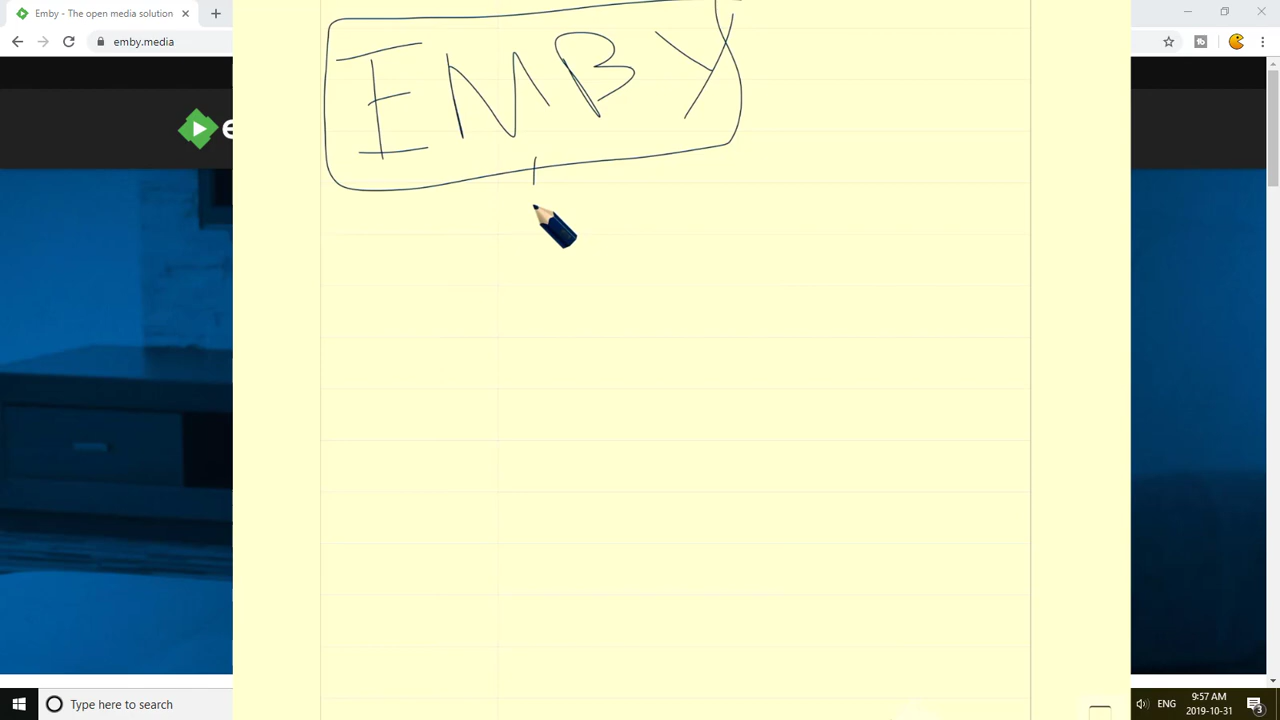 Emby - The open media solution
emby.media
EMBY
e
Type here to search
ENG
9:57 AM
2019-10-31
3